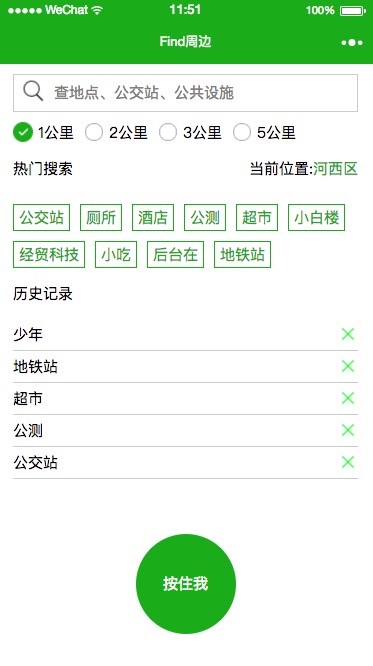 WeChat 11:51 100%
Find周边
查地点、公交站、公共设施
1公里 2公里 3公里 5公里
热门搜索 当前位置:河西区
公交站 厕所 酒店 公测 超市 小白楼
经贸科技 小吃 后台在 地铁站
历史记录
少年
地铁站
超市
公测
公交站
按住我